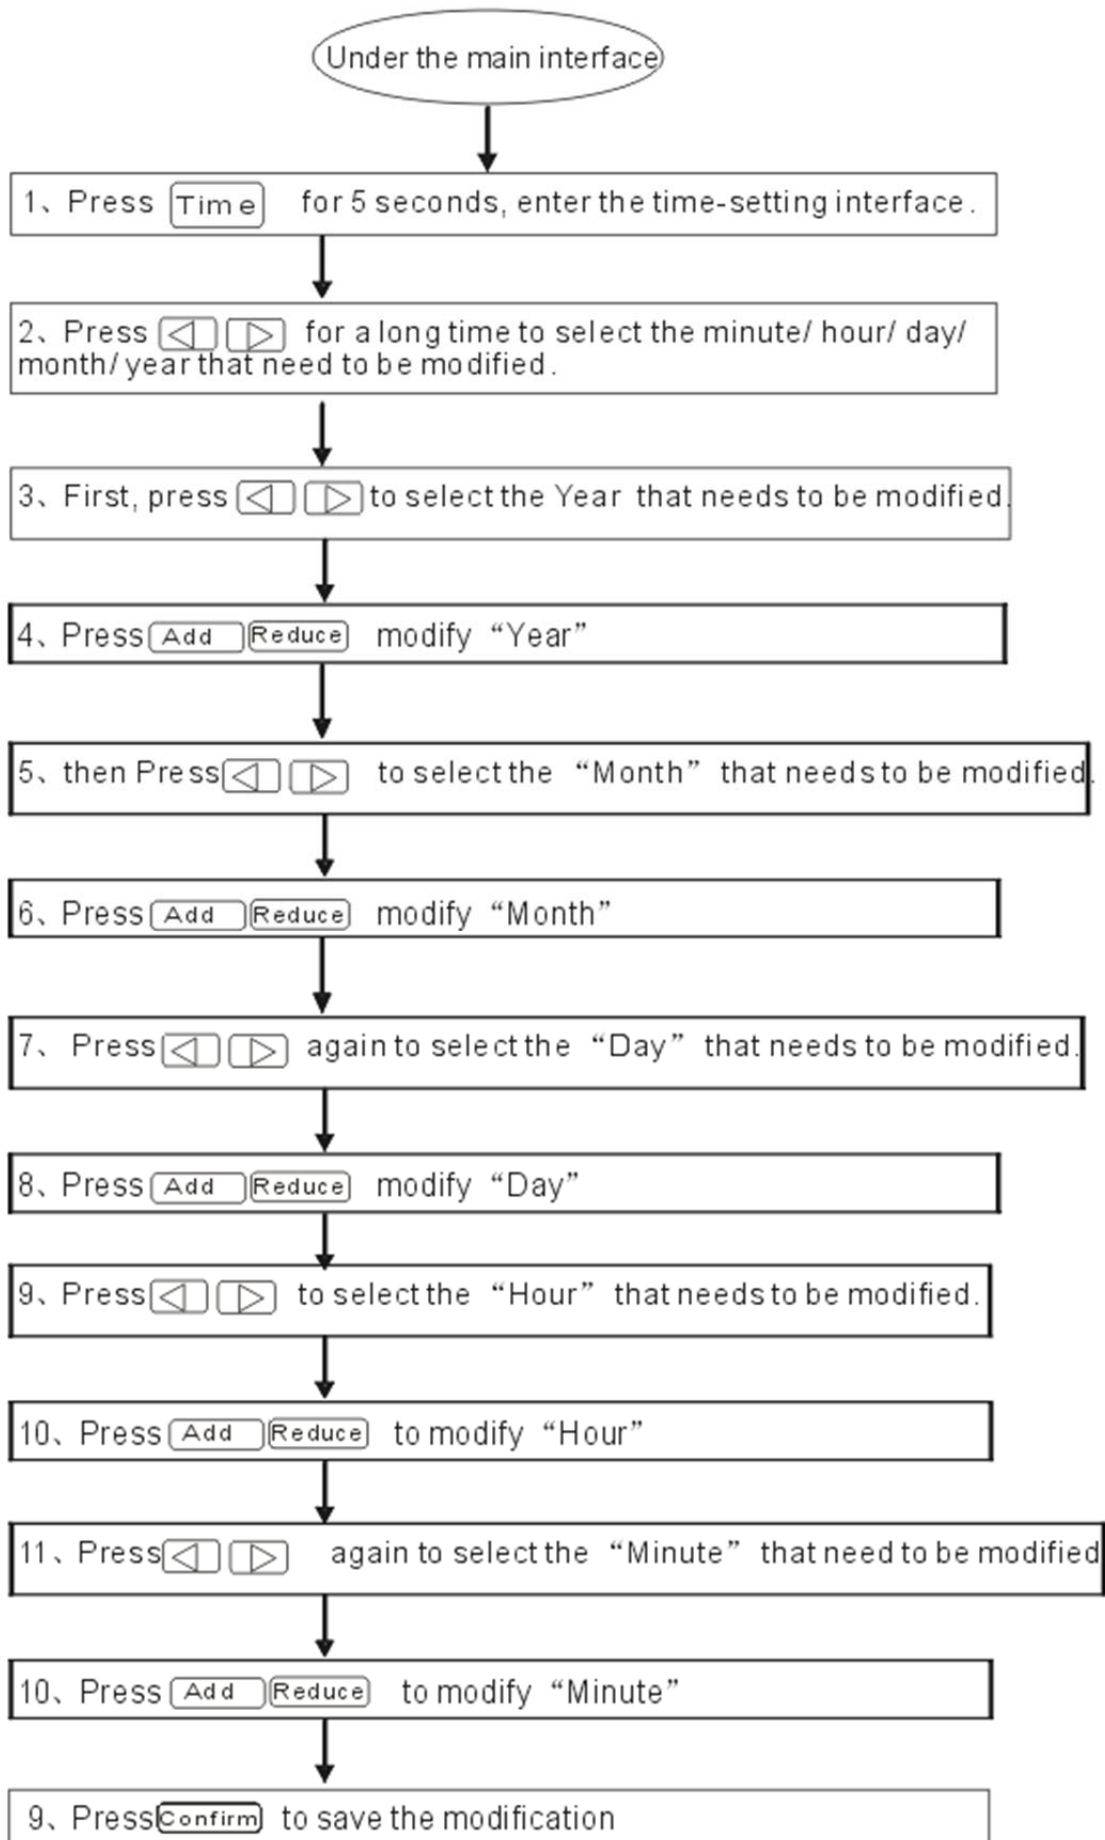 Under the main interface
1、Press Time for 5 seconds, enter the time-setting interface.
2、Press for a long time to select the minute/ hour/ day/
month/ year that need to be modified.
3、First, press to select the Year that needs to be modified.
4、Press Add Reduce modify “Year”
5、then Press to select the “Month” that needs to be modified.
6、Press Add Reduce modify “Month”
7、Press again to select the “Day” that needs to be modified.
8、Press Add Reduce modify “Day”
9、Press to select the “Hour” that needs to be modified.
10、Press Add Reduce to modify “Hour”
11、Press again to select the “Minute” that need to be modified
10、Press Add Reduce to modify “Minute”
9、Press Confirm to save the modification